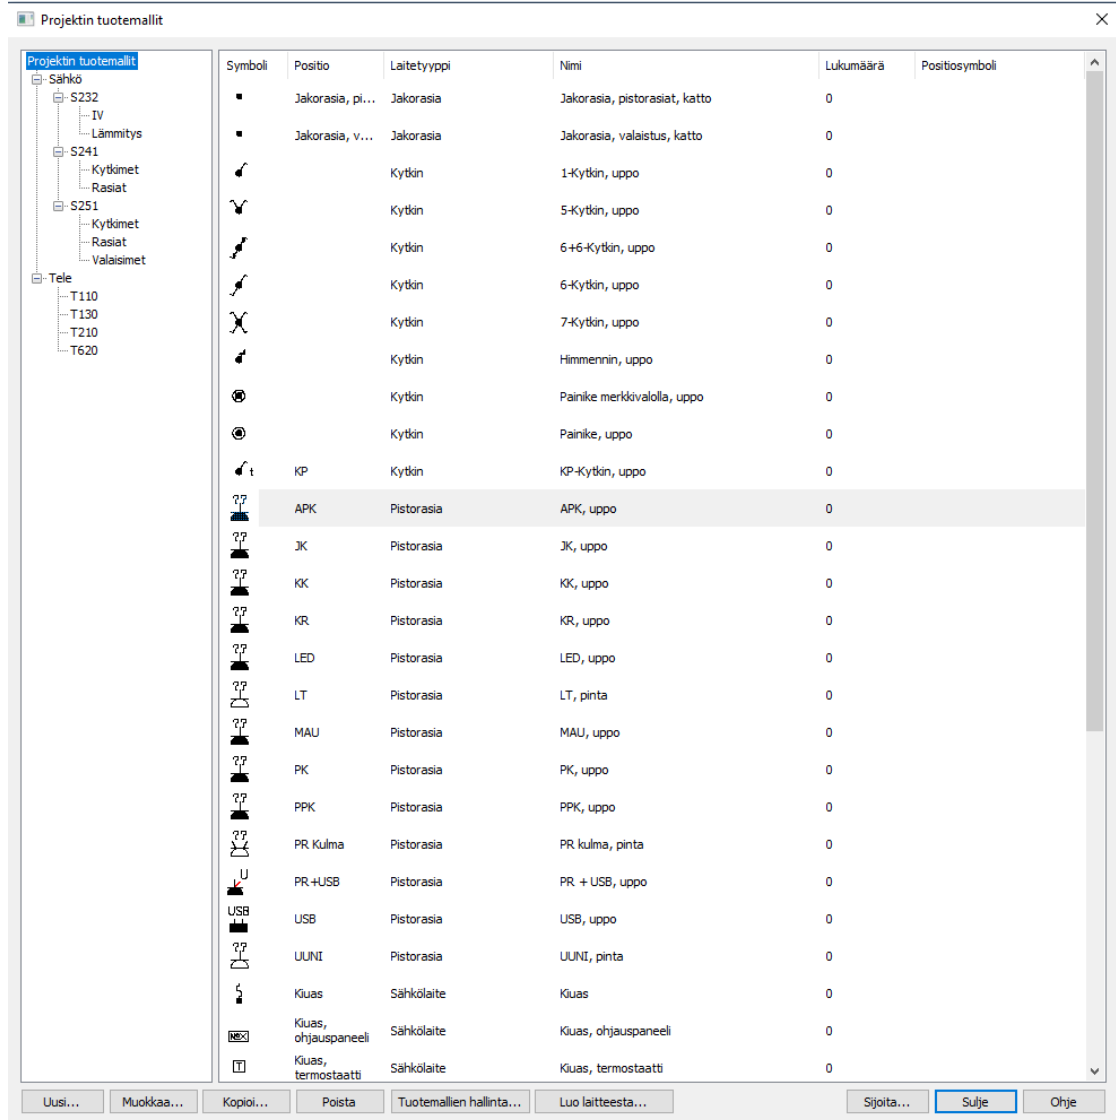 Projektin tuotemallit
Projektin tuotemallit
Sähkö
S232
IV
Lämmitys
S241
Kytkimet
Rasiat
S251
Kytkimet
Rasiat
Valaisimet
Tele
T110
T130
T210
T620
Symboli Positio Laitetyyppi Nimi Lukumäärä Positiosymboli
Jakorasia, pi... Jakorasia Jakorasia, pistorasiat, katto 0
Jakorasia, v... Jakorasia Jakorasia, valaistus, katto 0
Kytkin 1-Kytkin, uppo 0
Kytkin 5-Kytkin, uppo 0
Kytkin 6+6-Kytkin, uppo 0
Kytkin 6-Kytkin, uppo 0
Kytkin 7-Kytkin, uppo 0
Kytkin Himmennin, uppo 0
Kytkin Painike merkkivalolla, uppo 0
Kytkin Painike, uppo 0
t KP Kytkin KP-Kytkin, uppo 0
?? APK Pistorasia APK, uppo 0
?? JK Pistorasia JK, uppo 0
?? KK Pistorasia KK, uppo 0
?? KR Pistorasia KR, uppo 0
?? LED Pistorasia LED, uppo 0
?? LT Pistorasia LT, pinta 0
?? MAU Pistorasia MAU, uppo 0
?? PK Pistorasia PK, uppo 0
?? PPK Pistorasia PPK, uppo 0
?? PR Kulma Pistorasia PR kulma, pinta 0
U PR+USB Pistorasia PR + USB, uppo 0
USB USB Pistorasia USB, uppo 0
?? UUNI Pistorasia UUNI, pinta 0
Kiuas Sähkölaite Kiuas 0
Kiuas,
ohjauspaneeli Sähkölaite Kiuas, ohjauspaneeli 0
Kiuas,
T termostaatti Sähkölaite Kiuas, termostaatti 0
Uusi... Muokkaa... Kopioi... Poista Tuotemallien hallinta... Luo laitteesta... Sijoita... Sulje Ohje